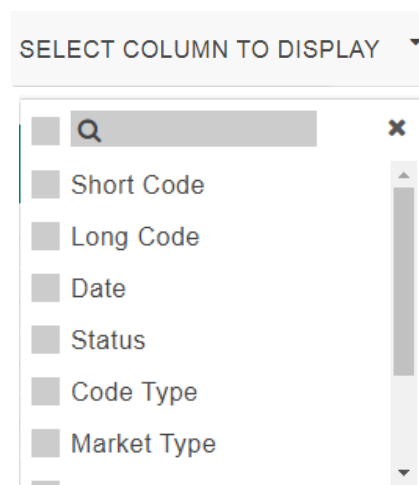 SELECT COLUMN TO DISPLAY
Short Code
Long Code
Date
Status
Code Type
Market Type